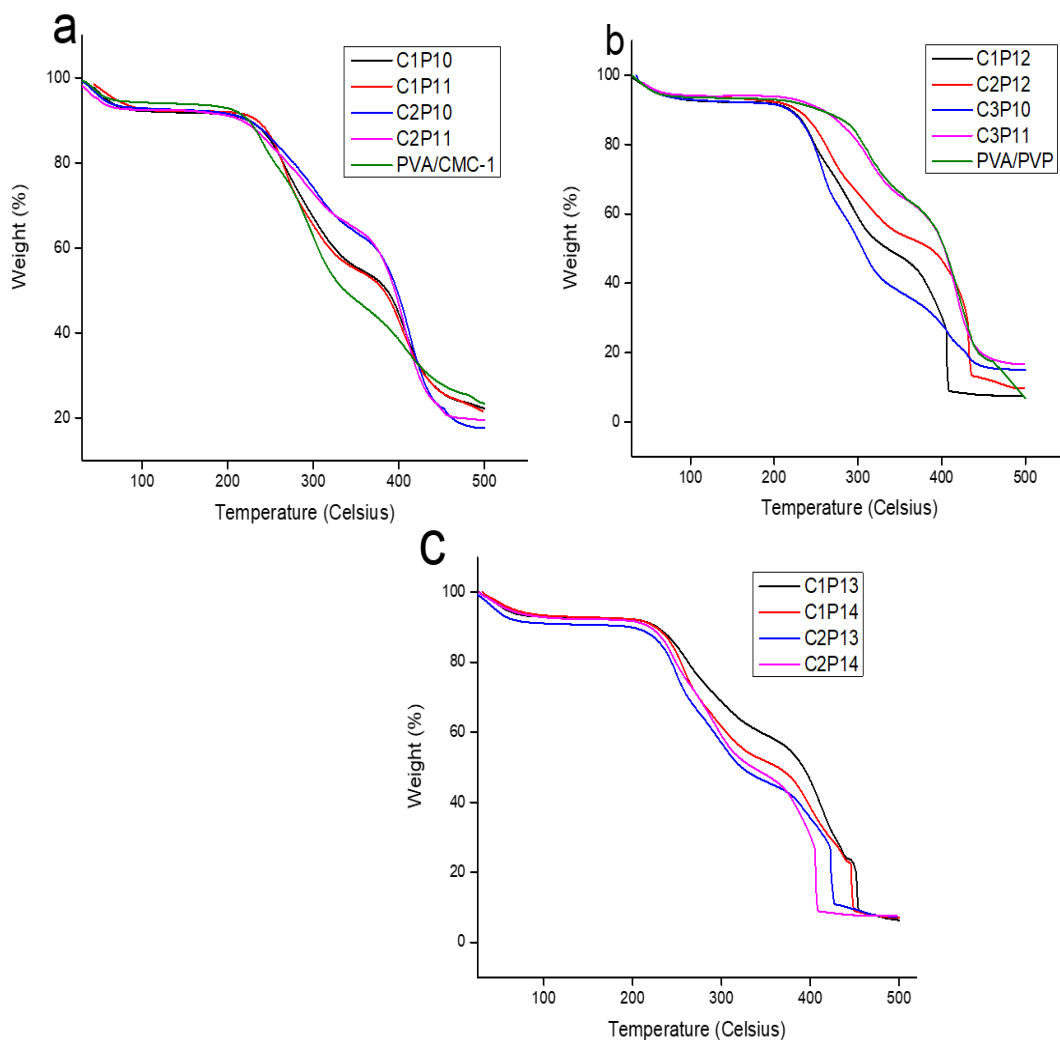 a
C1P10
C1P11
C2P10
C2P11
PVA/CMC-1
100
80
60
40
20
Weight (%)
100 200 300 400 500
Temperature (Celsius)
b
C1P12
C2P12
C3P10
C3P11
PVA/PVP
100
80
60
40
20
0
Weight (%)
100 200 300 400 500
Temperature (Celsius)
C
C1P13
C1P14
C2P13
C2P14
100
80
60
40
20
0
Weight (%)
100 200 300 400 500
Temperature (Celsius)